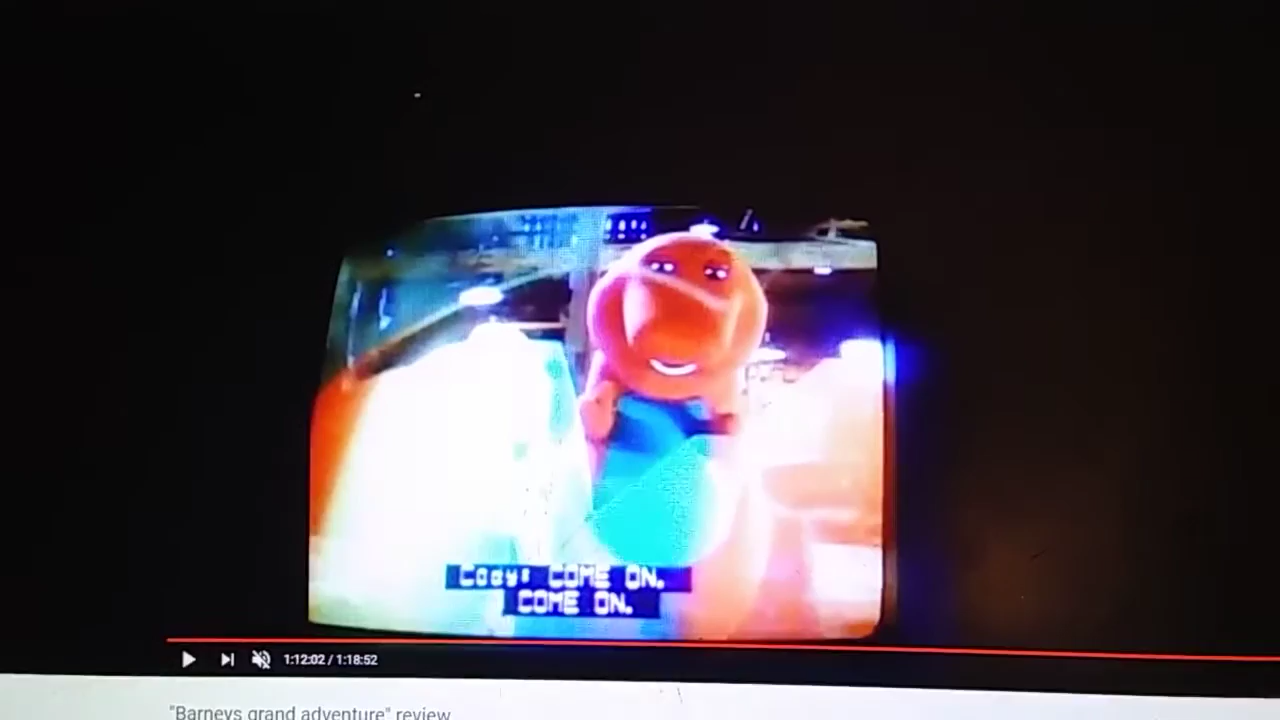 Cody: COME ON.
COME ON.
1:12:02 / 1:18:52
"Barneys grand adventure" review